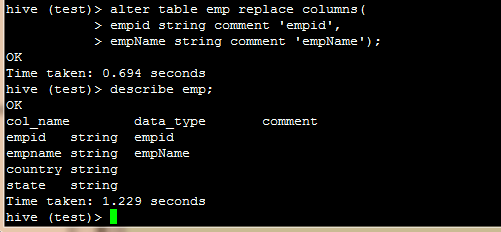 hive (test)> alter table emp replace columns(
> empid string comment 'empid',
> empName string comment 'empName');
OK
Time taken: 0.694 seconds
hive (test)> describe emp;
OK
col_name data_type comment
empid string empid
empname string empName
country string
state string
Time taken: 1.229 seconds
hive (test)>